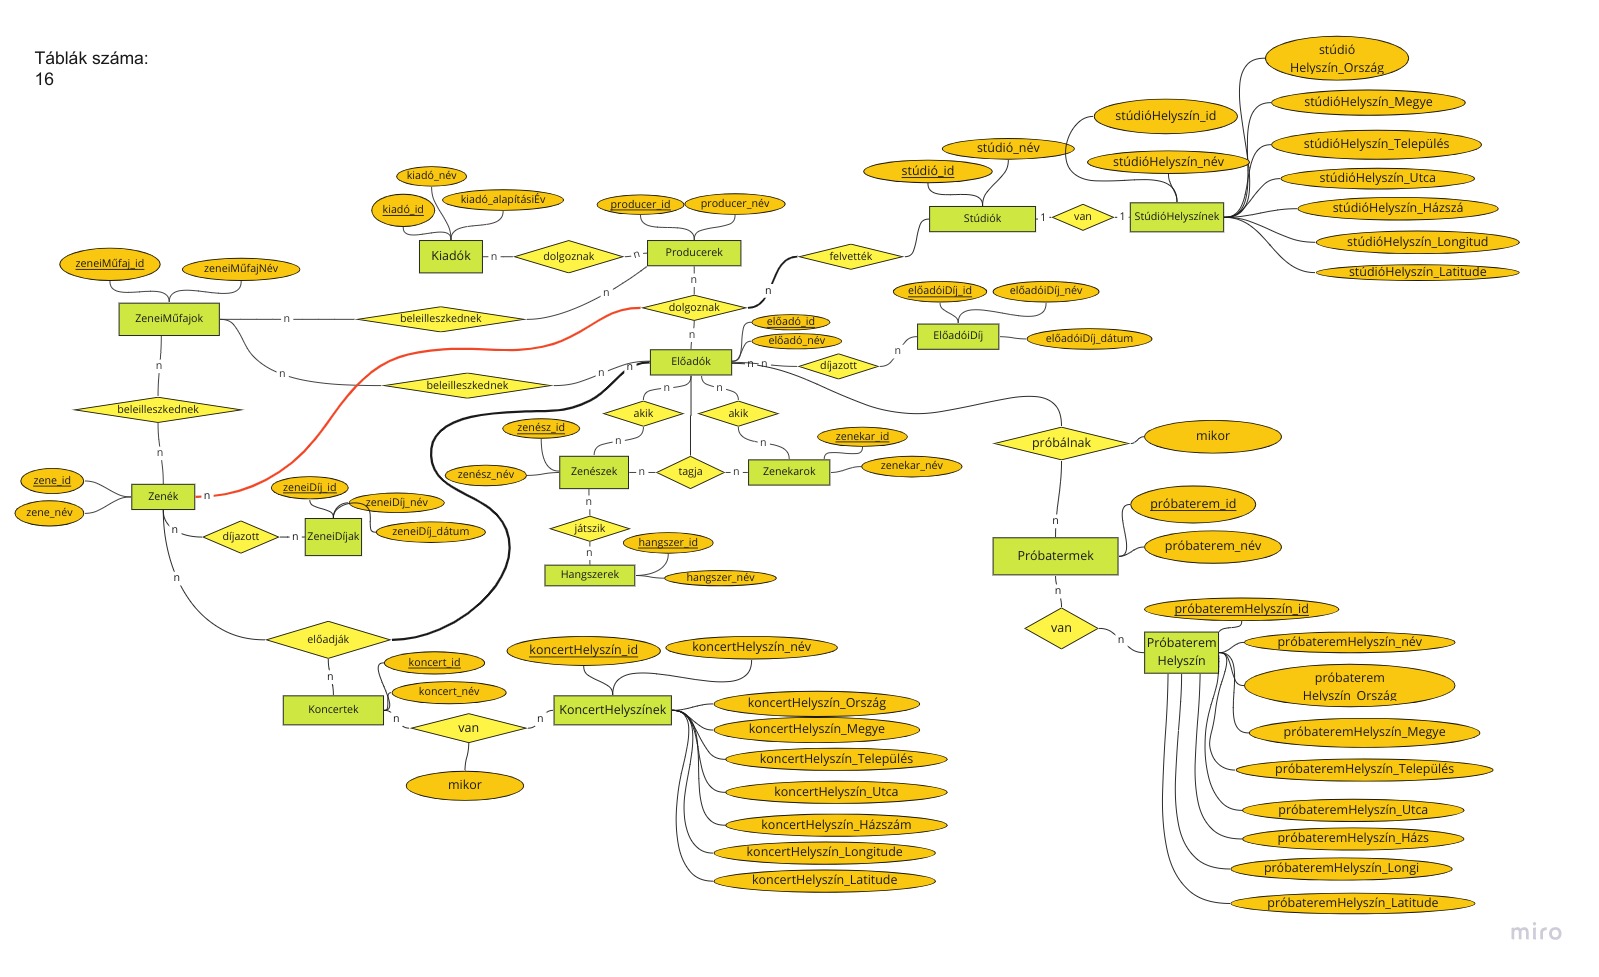 Táblák száma:
16
stúdió
Helyszín_Ország
stúdióHelyszín_Megye
stúdióHelyszín_id
stúdióHelyszín_Település
stúdió_név
stúdióHelyszín_név
stúdió_id
stúdióHelyszín_Utca
stúdióHelyszín_Házszá
Stúdiók
1
van
1
StúdióHelyszínek
stúdióHelyszín_Longitud
stúdióHelyszín_Latitude
kiadó_név
kiadó_alapításiÉv
kiadó_id
producer_id
producer_név
Kiadók
n
dolgoznak
n
Producerek
felvették
n
zeneiMűfaj_id
zeneiMűfajNév
ZeneiMűfajok
n
beleilleszkednek
n
n
dolgoznak
n
előadóiDíj_id
előadóiDíj_név
ElőadóiDíj
előadóiDíj_dátum
előadó_id
előadó_név
Előadók
n
n
díjazott
n
n
beleilleszkednek
n
n
n
beleilleszkednek
n
n
akik
n
n
akik
n
próbálnak
mikor
zenész_id
zenész_név
Zenészek
n
tagja
n
Zenekarok
zenekar_id
zenekar_név
zene_id
zene_név
Zenék
n
zeneiDíj_id
zeneiDíj_név
zeneiDíj_dátum
n
díjazott
n
ZeneiDíjak
n
játszik
n
Hangszerek
hangszer_id
hangszer_név
próbaterem_id
próbaterem_név
n
Próbatermek
n
n
előadják
n
van
n
próbateremHelyszín_id
Próbaterem
Helyszín
próbateremHelyszín_név
próbaterem
Helyszín_Ország
próbateremHelyszín_Megye
próbateremHelyszín_Település
próbateremHelyszín_Utca
próbateremHelyszín_Házs
próbateremHelyszín_Longi
próbateremHelyszín_Latitude
koncert_id
koncert_név
Koncertek
n
van
n
mikor
koncertHelyszín_id
koncertHelyszín_név
KoncertHelyszínek
koncertHelyszín_Ország
koncertHelyszín_Megye
koncertHelyszín_Település
koncertHelyszín_Utca
koncertHelyszín_Házszám
koncertHelyszín_Longitude
koncertHelyszín_Latitude
miro